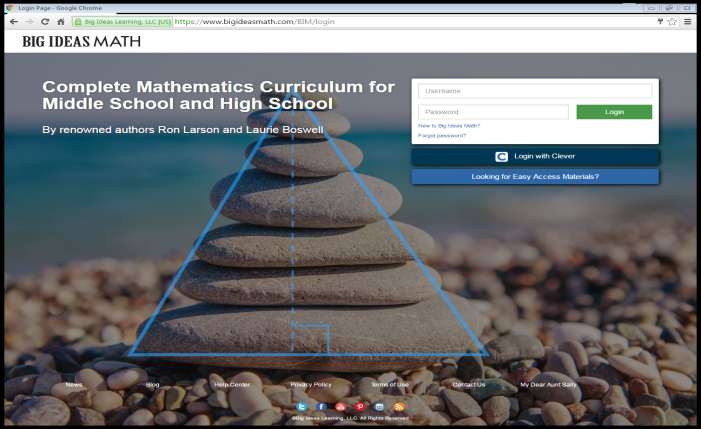 Login Page - Google Chrome
Big Ideas Learning, LLC [US] https://www.bigideasmath.com/BIM/login
BIG IDEAS MATH
Complete Mathematics Curriculum for
Middle School and High School
By renowned authors Ron Larson and Laurie Boswell
Username
Password
Login
New to Big Ideas Math?
Forgot password?
C Login with Clever
Looking for Easy Access Materials?
News Blog Help Center Privacy Policy Terms of Use Contact Us My Dear Aunt Sally
©Big Ideas Learning, LLC. All Rights Reserved